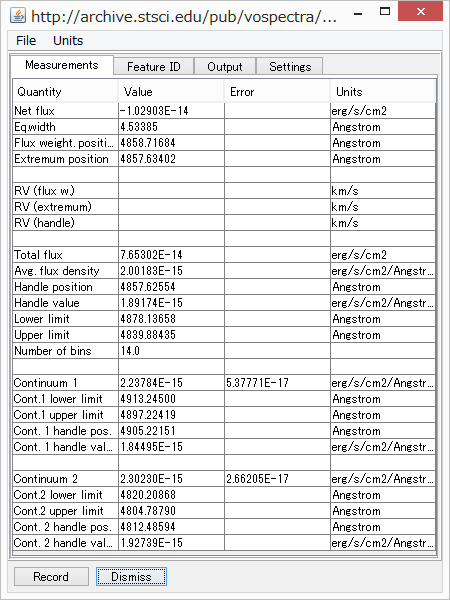 http://archive.stsci.edu/pub/vospectra/...
File Units
Measurements Feature ID Output Settings
Quantity Value Error Units
Net flux -1.02903E-14 erg/s/cm2
Eq.width 4.53385 Angstrom
Flux weight. positi... 4858.71684 Angstrom
Extremum position 4857.63402 Angstrom
RV (flux w.) km/s
RV (extremum) km/s
RV (handle) km/s
Total flux 7.65302E-14 erg/s/cm2
Avg. flux density 2.00183E-15 erg/s/cm2/Angstr...
Handle position 4857.62554 Angstrom
Handle value 1.89174E-15 erg/s/cm2/Angstr...
Lower limit 4878.13658 Angstrom
Upper limit 4839.88435 Angstrom
Number of bins 14.0
Continuum 1 2.23784E-15 5.37771E-17 erg/s/cm2/Angstr...
Cont.1 lower limit 4913.24500 Angstrom
Cont.1 upper limit 4897.22419 Angstrom
Cont. 1 handle pos. 4905.22151 Angstrom
Cont. 1 handle val... 1.84495E-15 erg/s/cm2/Angstr...
Continuum 2 2.30230E-15 2.66205E-17 erg/s/cm2/Angstr...
Cont.2 lower limit 4820.20868 Angstrom
Cont.2 upper limit 4804.78790 Angstrom
Cont. 2 handle pos. 4812.48594 Angstrom
Cont. 2 handle val... 1.92739E-15 erg/s/cm2/Angstr...
Record Dismiss